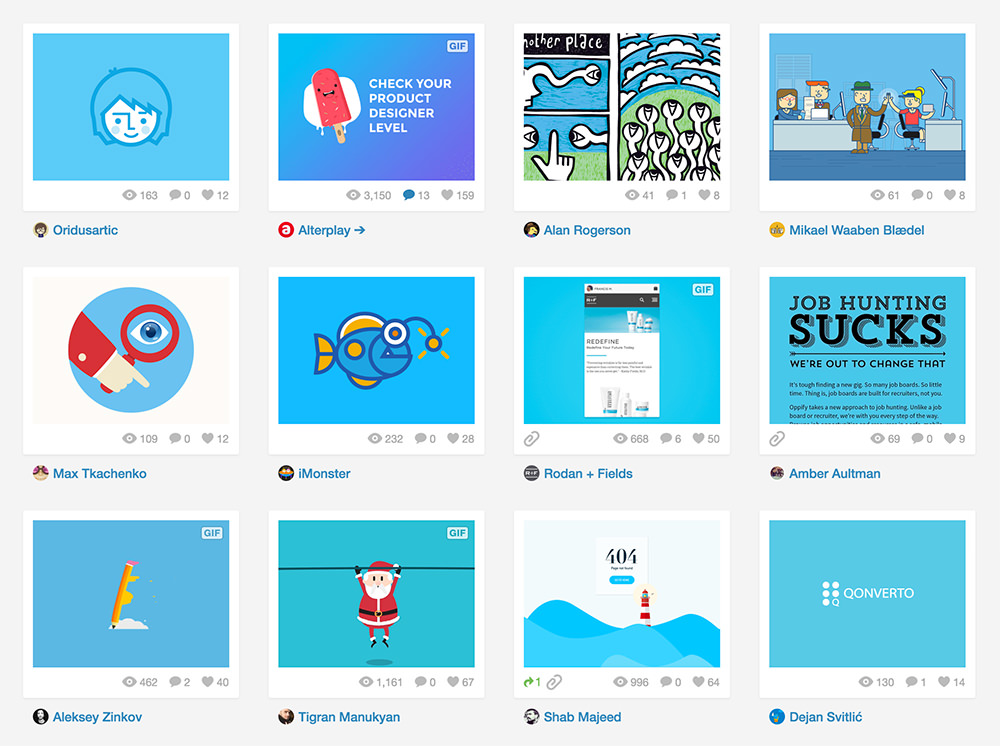 nother place
GIF
CHECK YOUR
PRODUCT
DESIGNER
LEVEL
163 0 12
3,150 13 159
41 1 8
61 0 8
Oridusartic
Alterplay →
Alan Rogerson
Mikael Waaben Blædel
GIF
FRANCIS M.
R+F
REDEFINE
Redefine Your Future Today
JOB HUNTING
SUCKS
WE'RE OUT TO CHANGE THAT
It's tough finding a new gig. So many job boards. So little
time. Thing is, job boards are built for recruiters, not you.
Oppify takes a new approach to job hunting. Unlike a job
board or recruiter, we're with you every step of the way.
109 0 12
232 0 28
668 6 50
69 0 9
Max Tkachenko
iMonster
Rodan + Fields
Amber Aultman
GIF
GIF
404
Page not found
QONVERTO
Q
462 2 40
1,161 0 67
1 996 0 64
130 1 14
Aleksey Zinkov
Tigran Manukyan
Shab Majeed
Dejan Svitlić